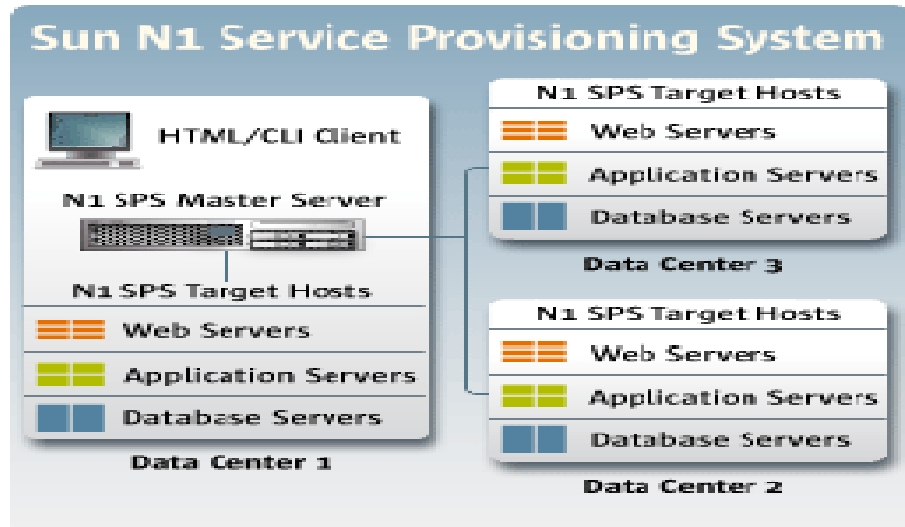 Sun N1 Service Provisioning System
HTML/CLI Client
N1 SPS Master Server
N1 SPS Target Hosts
Web Servers
Application Servers
Database Servers
Data Center 1
N1 SPS Target Hosts
Web Servers
Application Servers
Database Servers
Data Center 3
N1 SPS Target Hosts
Web Servers
Application Servers
Database Servers
Data Center 2